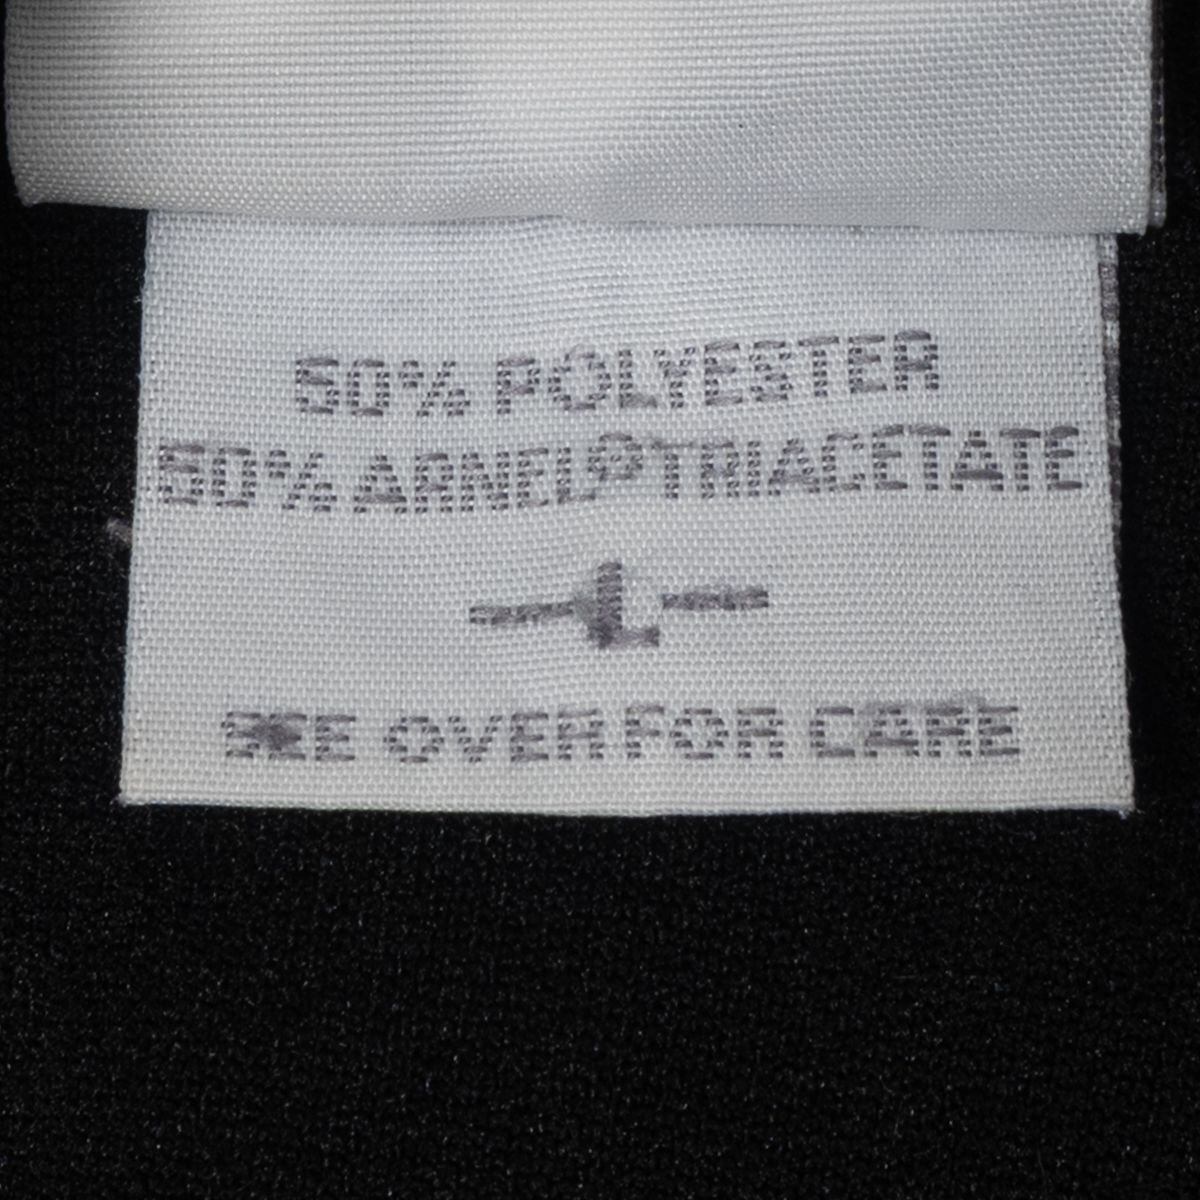 50% POLYESTER
50% ARNEL® TRIACETATE
- L -
SEE OVER FOR CARE